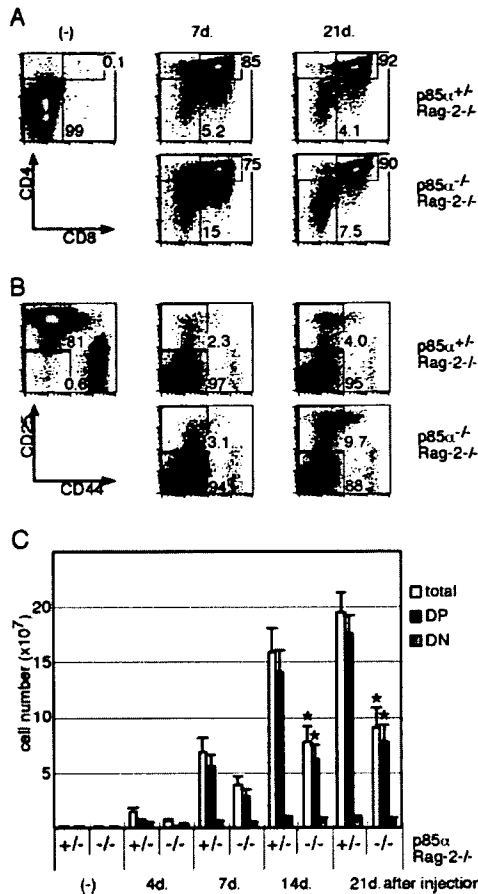 A
(-) 7d. 21d.
0.1 85 92
99 5.2 4.1
p85α+/-
Rag-2-/-
75 90
15 7.5
p85α-/-
Rag-2-/-
CD4
CD8
B
81 2.3 4.0
0.6 97 95
p85α+/-
Rag-2-/-
3.1 9.7
94 88
p85α-/-
Rag-2-/-
CD25
CD44
C
cell number (x10⁷)
20
15
10
5
total
DP
DN
★ ★ ★ ★
+/- -/- +/- -/- +/- -/- +/- -/- +/- -/-
p85α
Rag-2-/-
(-) 4d. 7d. 14d. 21d. after injection